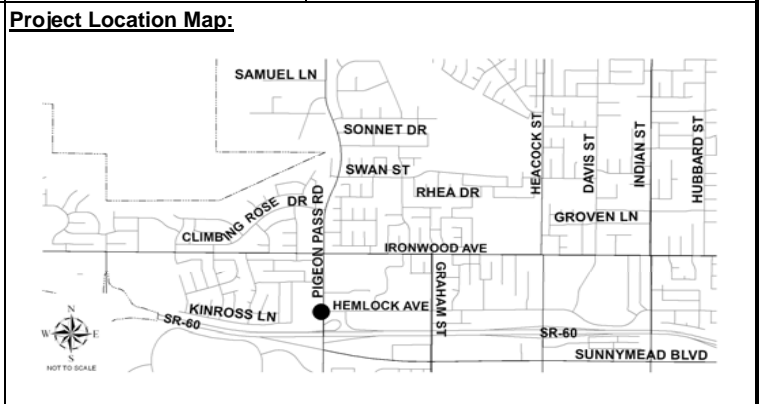 Project Location Map:
SAMUEL LN
SONNET DR
SWAN ST
RHEA DR
HEACOCK ST
DAVIS ST
INDIAN ST
HUBBARD ST
CLIMBING ROSE DR
GROVEN LN
PIGEON PASS RD
IRONWOOD AVE
GRAHAM ST
KINROSS LN
HEMLOCK AVE
SR-60
SR-60
SUNNYMEAD BLVD
N
W E
S
NOT TO SCALE